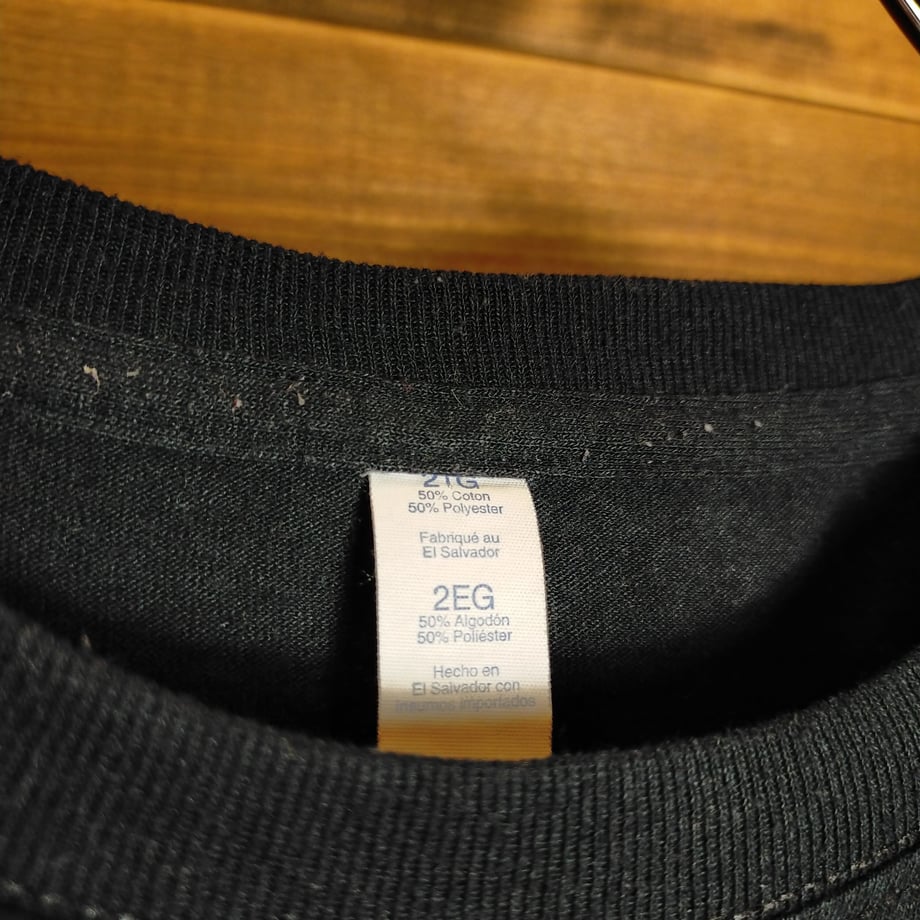 2TG
50% Coton
50% Polyester
Fabriqué au
El Salvador
2EG
50% Algodón
50% Poliéster
Hecho en
El Salvador con
insumos importados